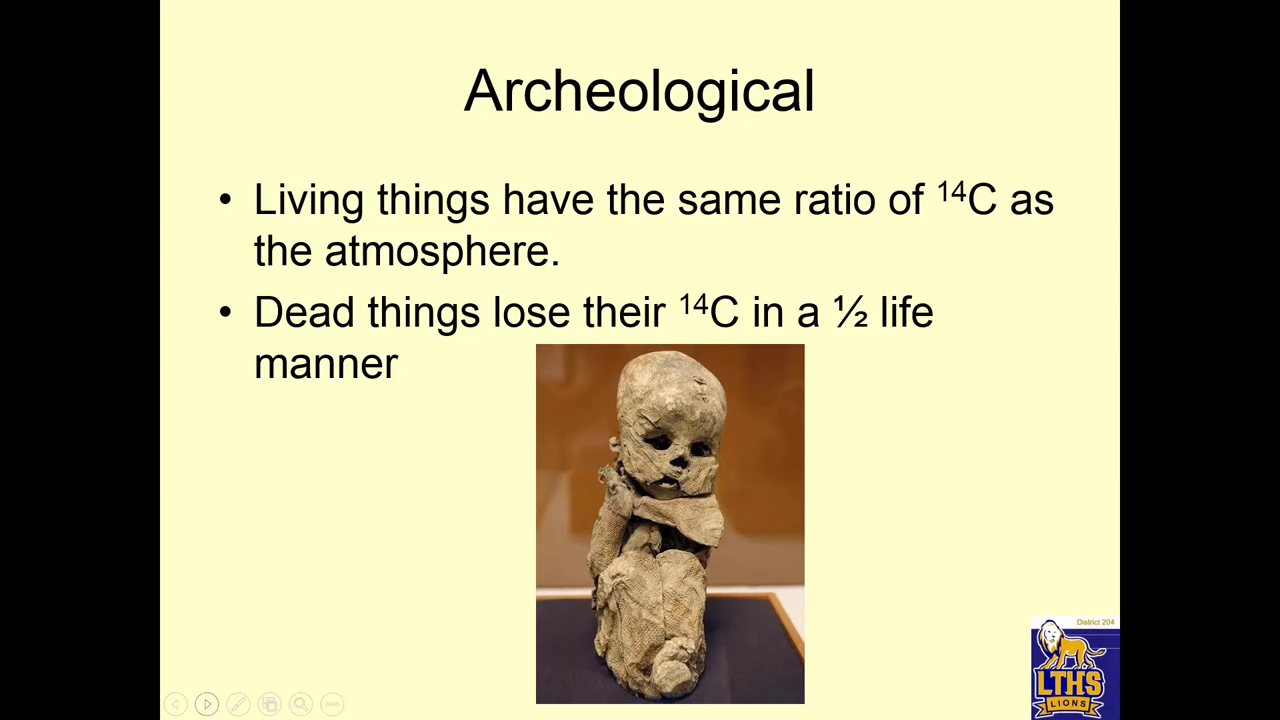 Archeological
• Living things have the same ratio of ¹⁴C as
the atmosphere.
• Dead things lose their ¹⁴C in a ½ life
manner
District 204
LTHS
LIONS